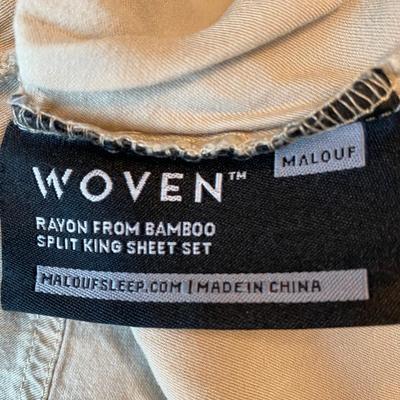 MALOUF
WOVEN™
RAYON FROM BAMBOO
SPLIT KING SHEET SET
MALOUFSLEEP.COM | MADE IN CHINA